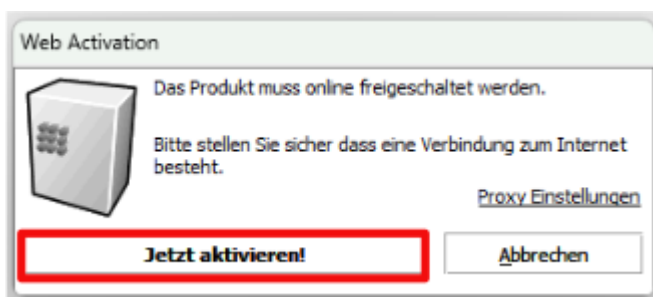 Web Activation
Das Produkt muss online freigeschaltet werden.
Bitte stellen Sie sicher dass eine Verbindung zum Internet
besteht.
Proxy Einstellungen
Jetzt aktivieren!
Abbrechen